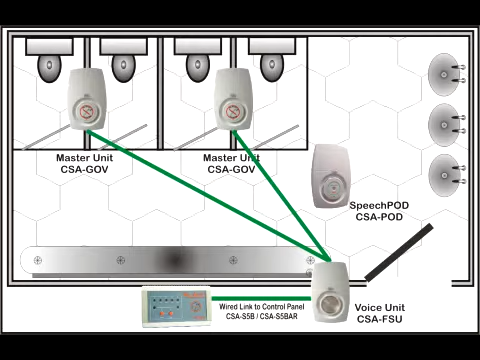 Master Unit
CSA-GOV
Master Unit
CSA-GOV
SpeechPOD
CSA-POD
Wired Link to Control Panel
CSA-S5B / CSA-S5BAR
Voice Unit
CSA-FSU